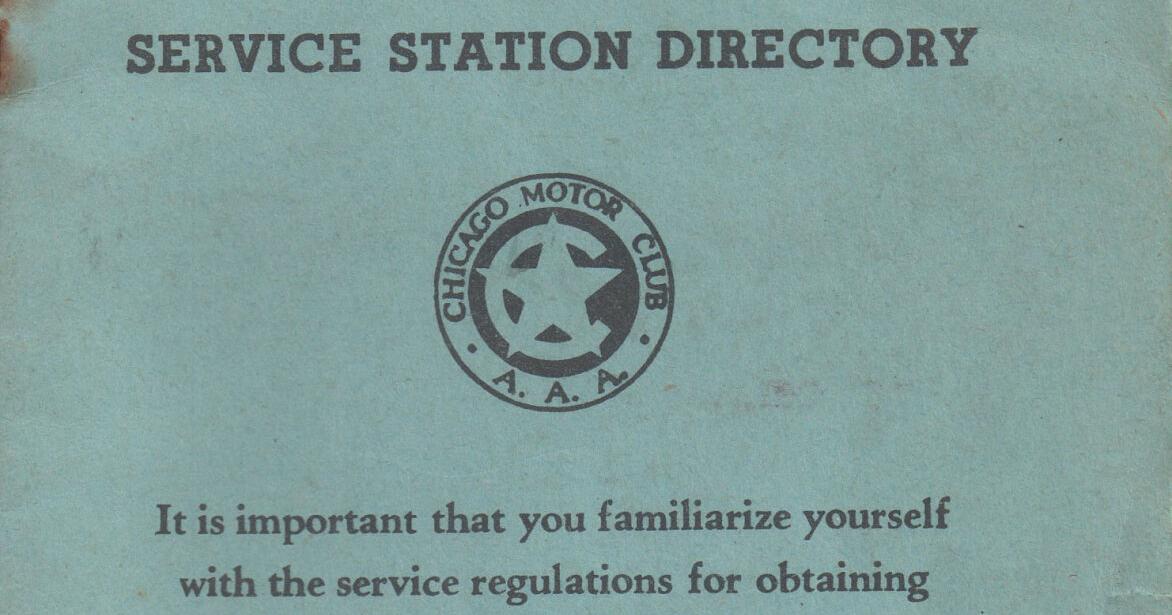 SERVICE STATION DIRECTORY
CHICAGO MOTOR CLUB
· A. A. A. ·
It is important that you familiarize yourself
with the service regulations for obtaining